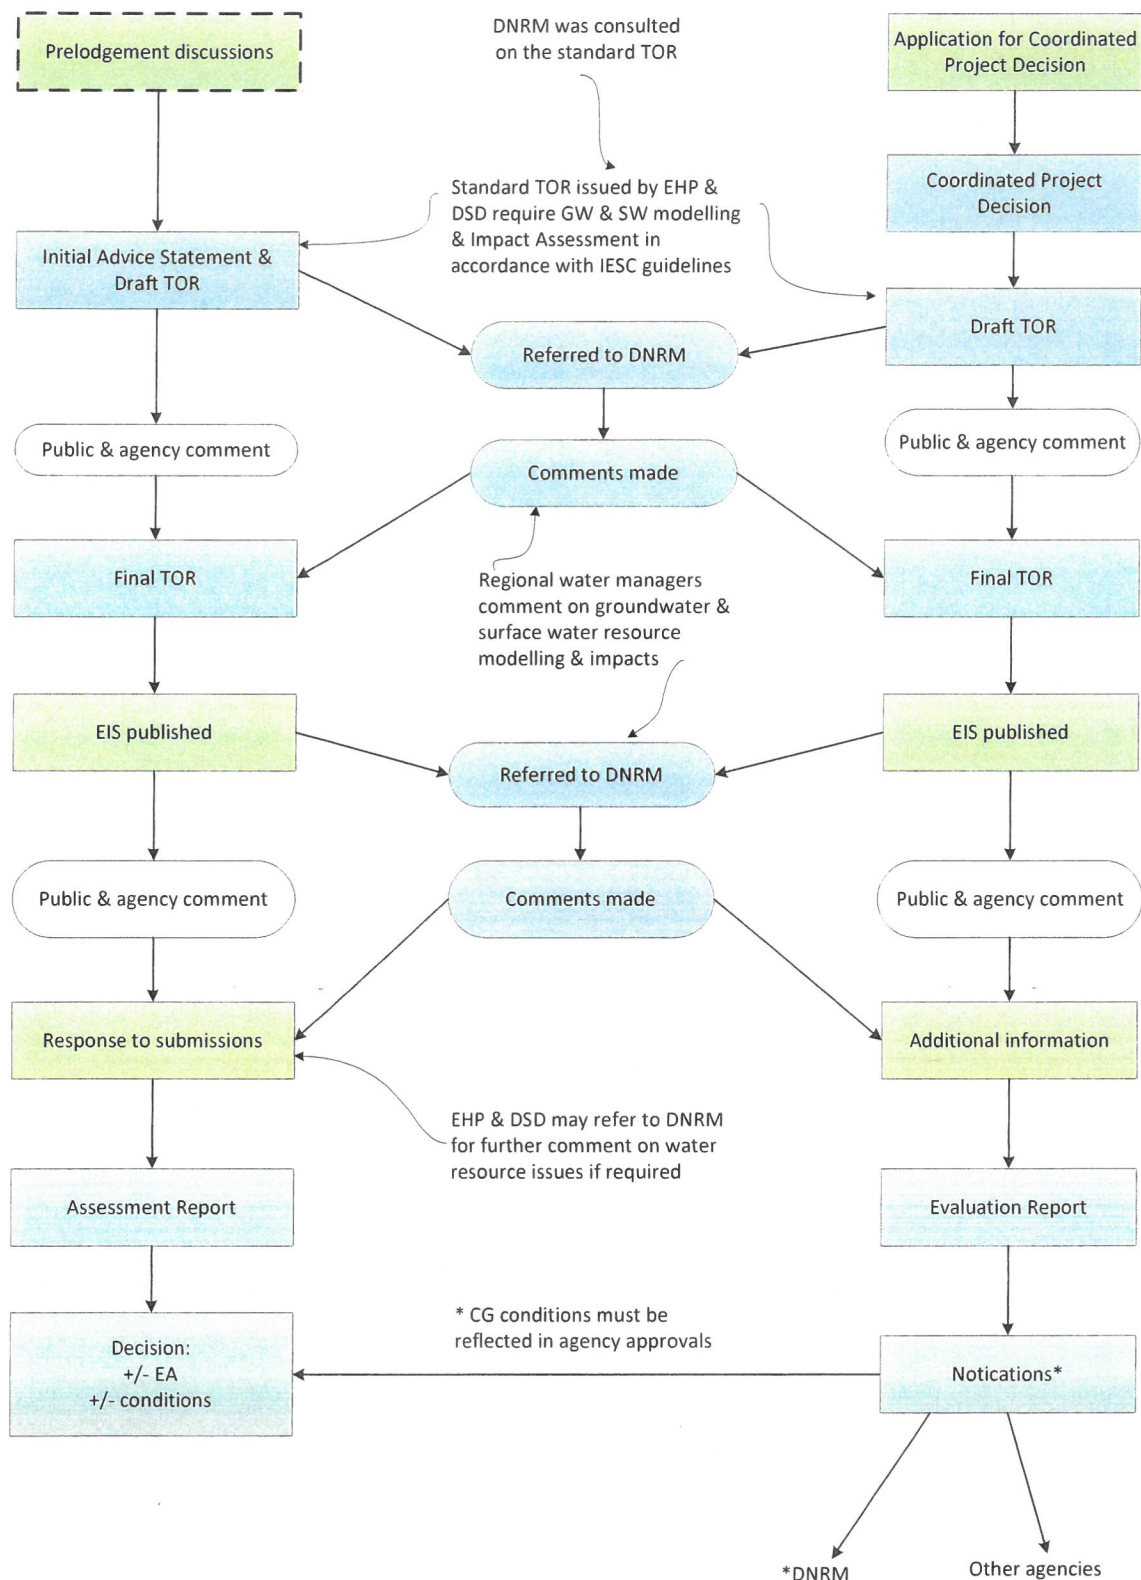 Prelodgement discussions
DNRM was consulted
on the standard TOR
Application for Coordinated
Project Decision
Standard TOR issued by EHP &
DSD require GW & SW modelling
& Impact Assessment in
accordance with IESC guidelines
Coordinated Project
Decision
Initial Advice Statement &
Draft TOR
Referred to DNRM
Draft TOR
Public & agency comment
Comments made
Public & agency comment
Final TOR
Regional water managers
comment on groundwater &
surface water resource
modelling & impacts
Final TOR
EIS published
Referred to DNRM
EIS published
Public & agency comment
Comments made
Public & agency comment
Response to submissions
Additional information
EHP & DSD may refer to DNRM
for further comment on water
resource issues if required
Assessment Report
Evaluation Report
* CG conditions must be
reflected in agency approvals
Decision:
+/- EA
+/- conditions
Notications*
*DNRM
Other agencies